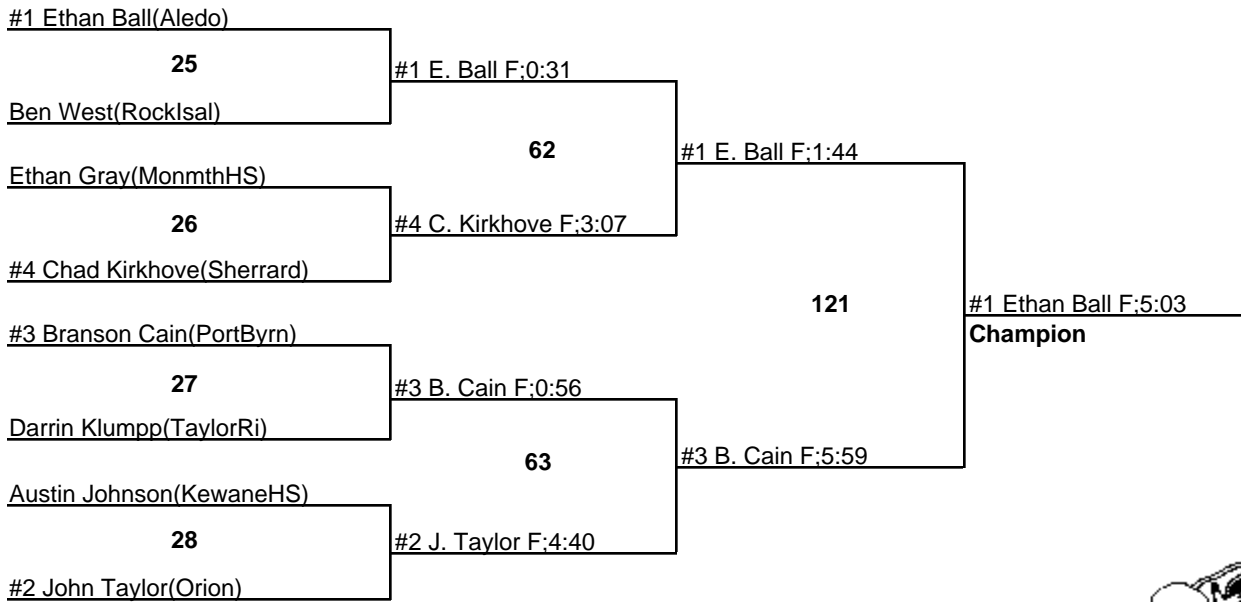 #1 Ethan Ball(Aledo)
25
#1 E. Ball F;0:31
Ben West(RockIsal)
62
#1 E. Ball F;1:44
Ethan Gray(MonmthHS)
26
#4 C. Kirkhove F;3:07
#4 Chad Kirkhove(Sherrard)
121
#1 Ethan Ball F;5:03
Champion
#3 Branson Cain(PortByrn)
27
#3 B. Cain F;0:56
Darrin Klumpp(TaylorRi)
63
#3 B. Cain F;5:59
Austin Johnson(KewaneHS)
28
#2 J. Taylor F;4:40
#2 John Taylor(Orion)